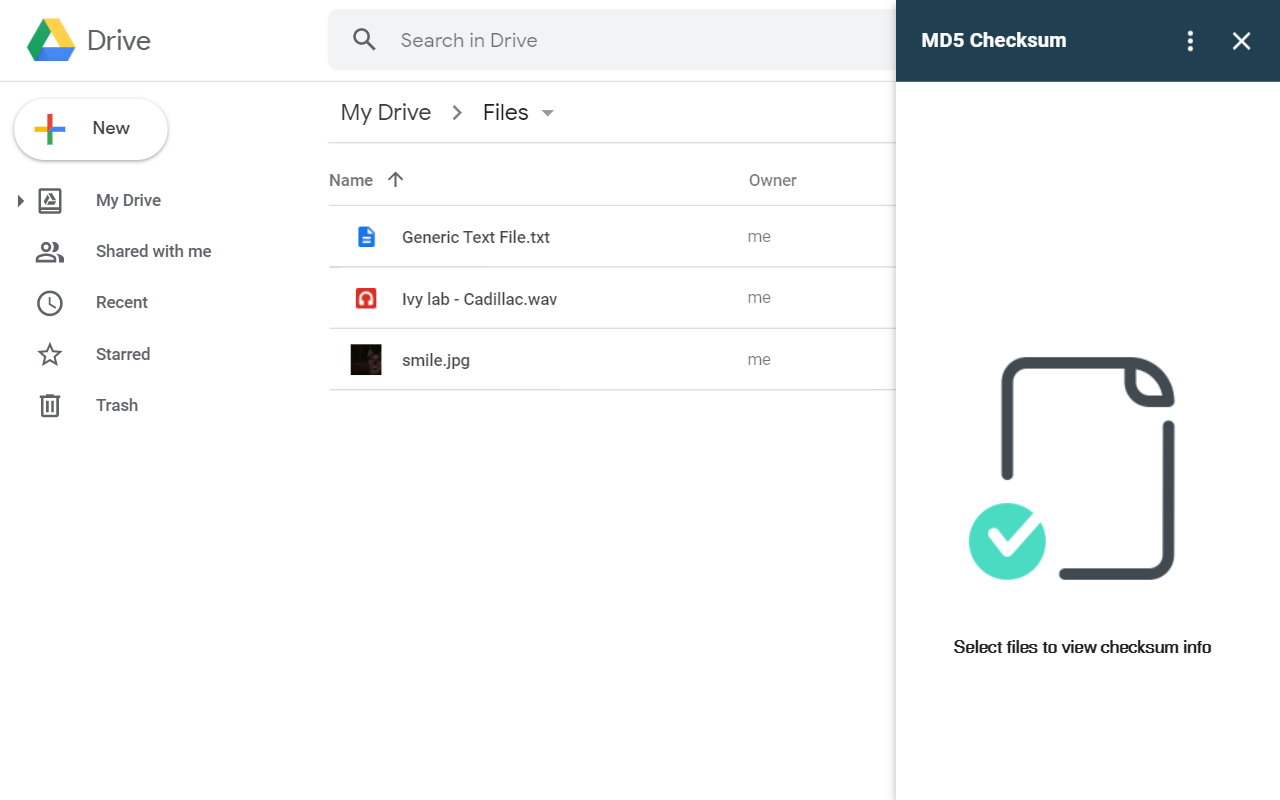 Drive
Search in Drive
MD5 Checksum
New
My Drive
Shared with me
Recent
Starred
Trash
My Drive > Files
Name Owner
Generic Text File.txt me
Ivy lab - Cadillac.wav me
smile.jpg me
Select files to view checksum info